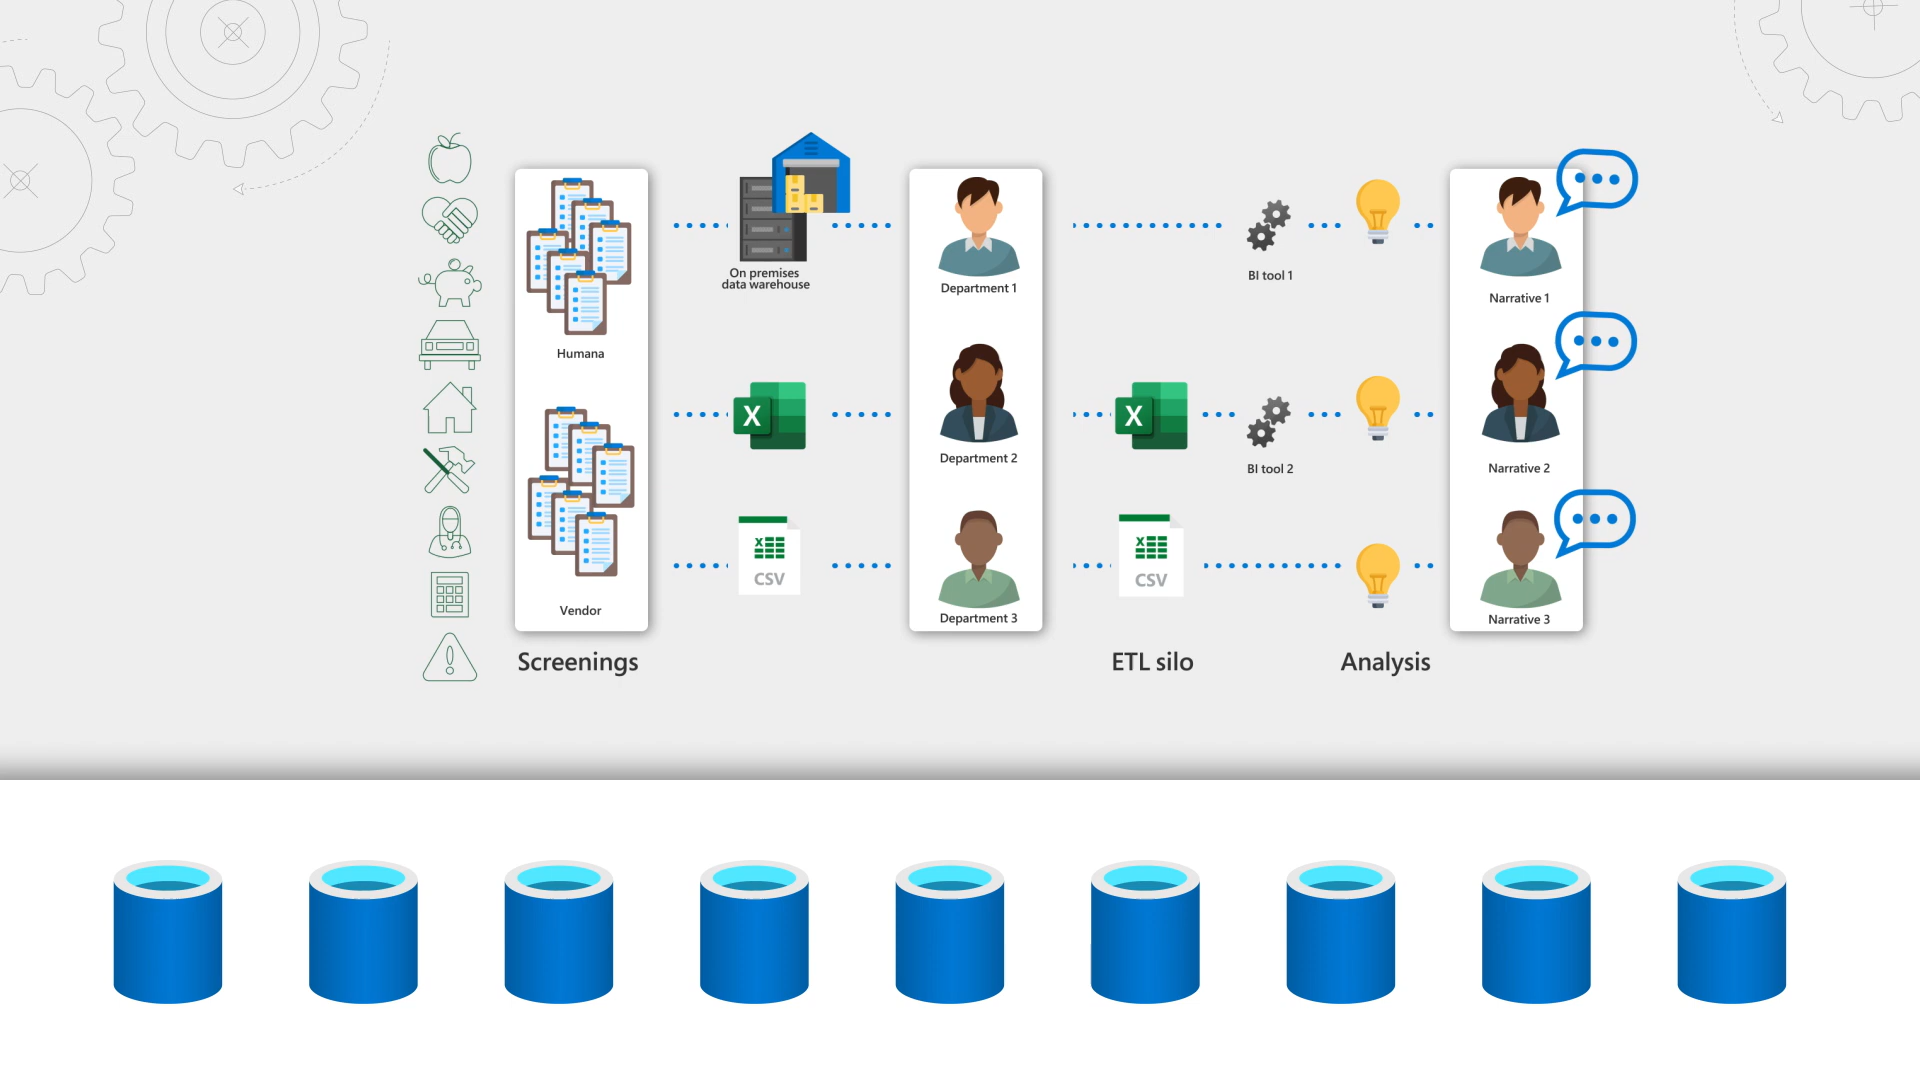 On premises
data warehouse
Department 1
BI tool 1
Narrative 1
Humana
X
X
Department 2
BI tool 2
Narrative 2
X
CSV
X
CSV
Vendor
Department 3
Narrative 3
Screenings
ETL silo
Analysis